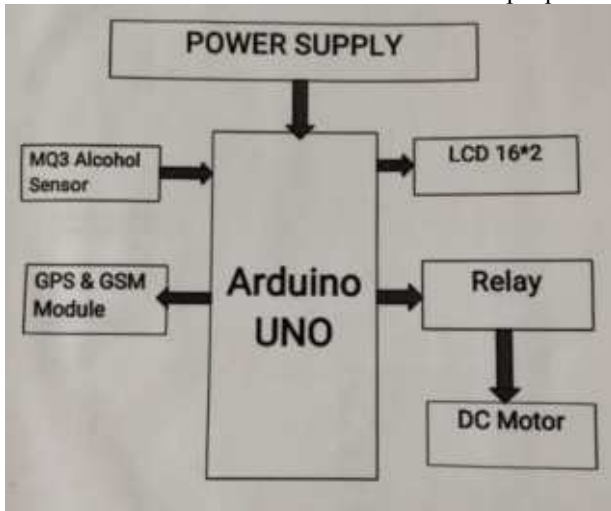 POWER SUPPLY
MQ3 Alcohol
Sensor
LCD 16*2
GPS & GSM
Module
Arduino
UNO
Relay
DC Motor